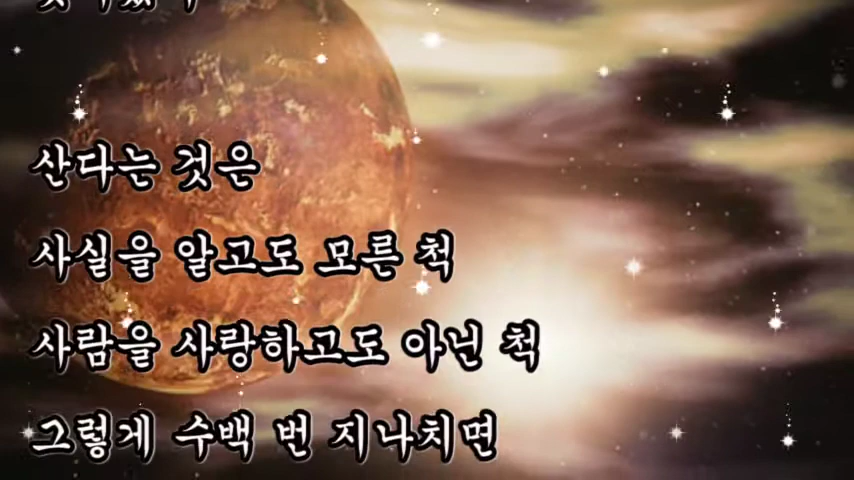 산다는 것은
사실을 알고도 모른 척
사람을 사랑하고도 아닌 척
그렇게 수백 번 지나치면